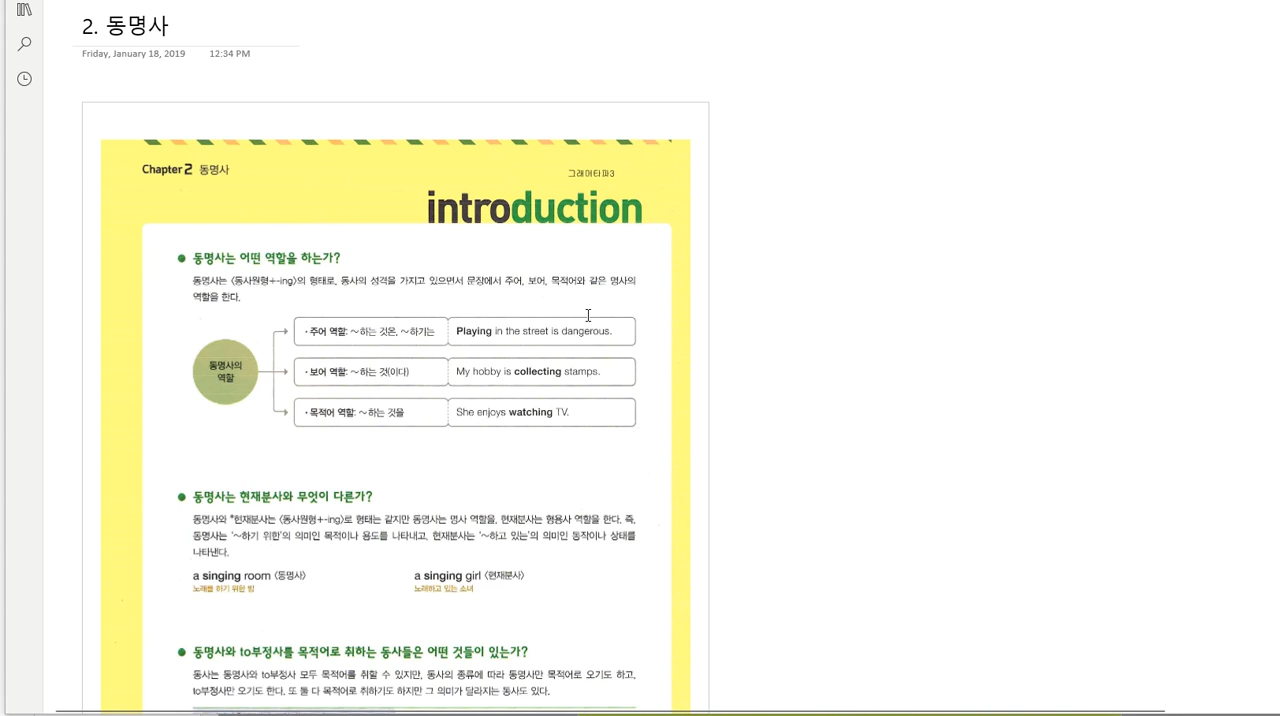 2. 동명사
Friday, January 18, 2019 12:34 PM
Chapter 2 동명사
그래머타파3
introduction
동명사는 어떤 역할을 하는가?
동명사는 〈동사원형+-ing〉의 형태로, 동사의 성격을 가지고 있으면서 문장에서 주어, 보어, 목적어와 같은 명사의
역할을 한다.
동명사의
역할
· 주어 역할: ~하는 것은, ~하기는 Playing in the street is dangerous.
· 보어 역할: ~하는 것(이다) My hobby is collecting stamps.
· 목적어 역할: ~하는 것을 She enjoys watching TV.
동명사는 현재분사와 무엇이 다른가?
동명사와 *현재분사는 〈동사원형+-ing〉로 형태는 같지만 동명사는 명사 역할을, 현재분사는 형용사 역할을 한다. 즉,
동명사는 '~하기 위한'의 의미인 목적이나 용도를 나타내고, 현재분사는 '~하고 있는'의 의미인 동작이나 상태를
나타낸다.
a singing room 〈동명사〉 a singing girl 〈현재분사〉
노래를 하기 위한 방 노래하고 있는 소녀
동명사와 to부정사를 목적어로 취하는 동사들은 어떤 것들이 있는가?
동사는 동명사와 to부정사 모두 목적어를 취할 수 있지만, 동사의 종류에 따라 동명사만 목적어로 오기도 하고,
to부정사만 오기도 한다. 또 둘 다 목적어로 취하기도 하지만 그 의미가 달라지는 동사도 있다.